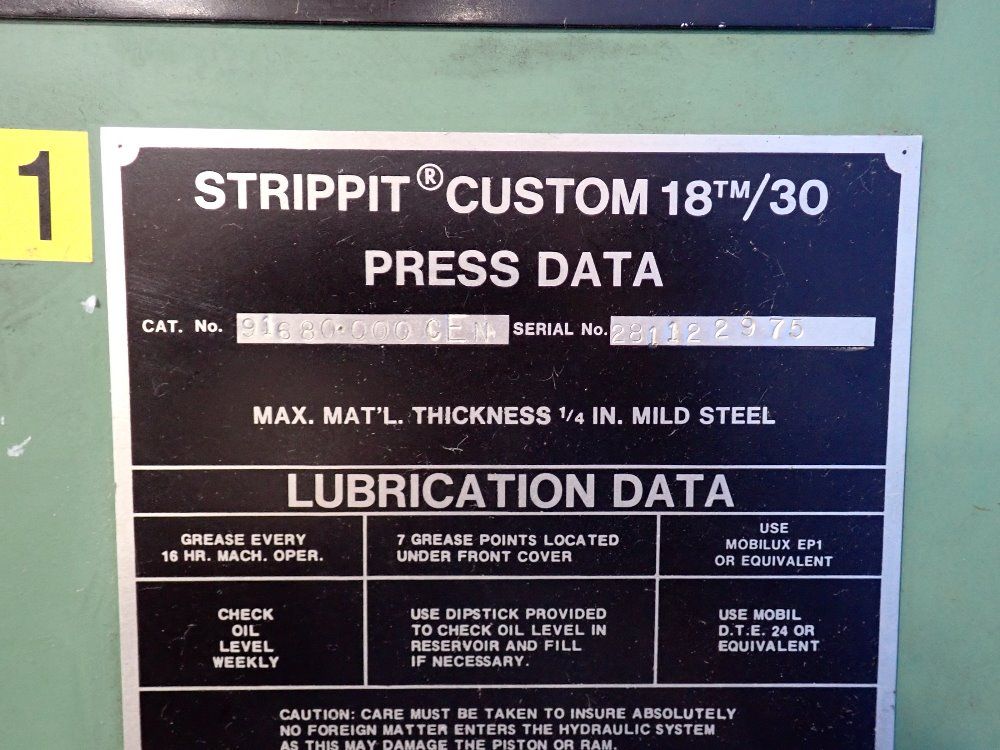 1
STRIPPIT® CUSTOM 18™/30
PRESS DATA
CAT. No. 91680-000 CEN SERIAL No. 281122975
MAX. MAT'L. THICKNESS 1/4 IN. MILD STEEL
LUBRICATION DATA
GREASE EVERY
16 HR. MACH. OPER.
7 GREASE POINTS LOCATED
UNDER FRONT COVER
USE
MOBILUX EP1
OR EQUIVALENT
CHECK
OIL
LEVEL
WEEKLY
USE DIPSTICK PROVIDED
TO CHECK OIL LEVEL IN
RESERVOIR AND FILL
IF NECESSARY.
USE MOBIL
D.T.E. 24 OR
EQUIVALENT
CAUTION: CARE MUST BE TAKEN TO INSURE ABSOLUTELY
NO FOREIGN MATTER ENTERS THE HYDRAULIC SYSTEM
AS THIS MAY DAMAGE THE PISTON OR RAM.